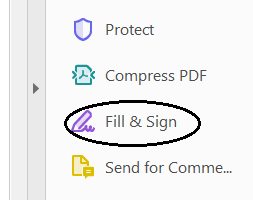 Protect
Compress PDF
Fill & Sign
Send for Comme...